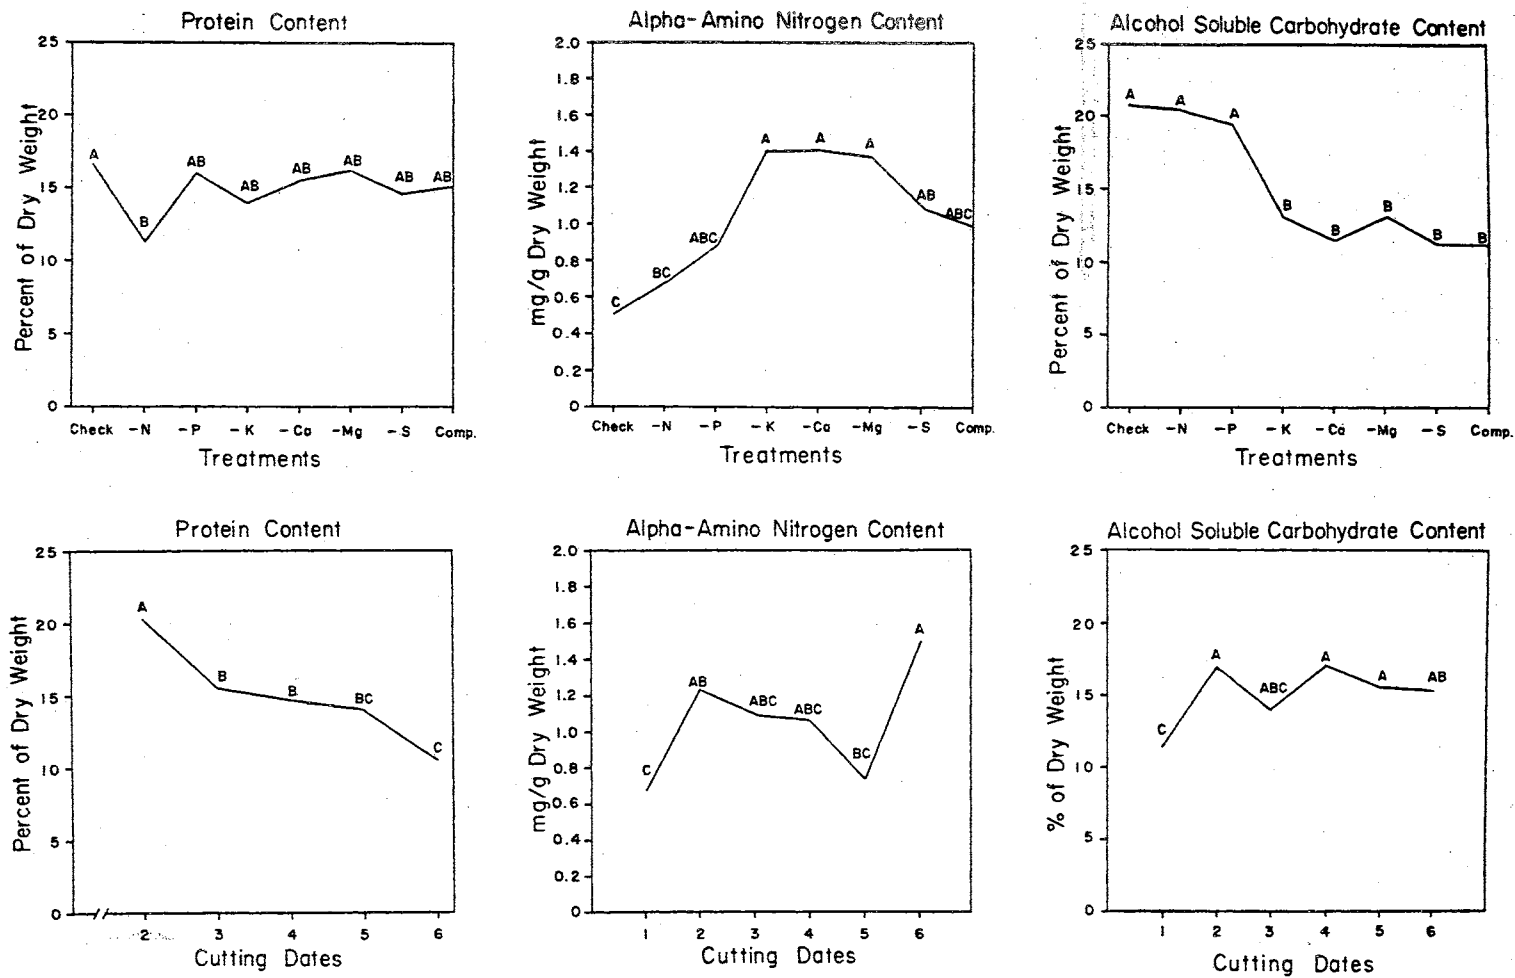 Protein Content
25
20
15
10
5
0
Percent of Dry Weight
A
B
AB
AB
AB
AB
AB
AB
Check -N -P -K -Ca -Mg -S Comp.
Treatments
Alpha-Amino Nitrogen Content
2.0
1.8
1.6
1.4
1.2
1.0
0.8
0.6
0.4
0.2
0
mg/g Dry Weight
C
BC
ABC
A
A
A
AB
ABC
Check -N -P -K -Ca -Mg -S Comp.
Treatments
Alcohol Soluble Carbohydrate Content
25
20
15
10
5
0
Percent of Dry Weight
A
A
A
B
B
B
B
B
Check -N -P -K -Ca -Mg -S Comp.
Treatments
Protein Content
25
20
15
10
5
0
Percent of Dry Weight
A
B
B
BC
C
2 3 4 5 6
Cutting Dates
Alpha-Amino Nitrogen Content
2.0
1.8
1.6
1.4
1.2
1.0
0.8
0.6
0.4
0.2
0
mg/g Dry Weight
C
AB
ABC
ABC
BC
A
1 2 3 4 5 6
Cutting Dates
Alcohol Soluble Carbohydrate Content
25
20
15
10
5
0
% of Dry Weight
C
A
ABC
A
A
AB
1 2 3 4 5 6
Cutting Dates